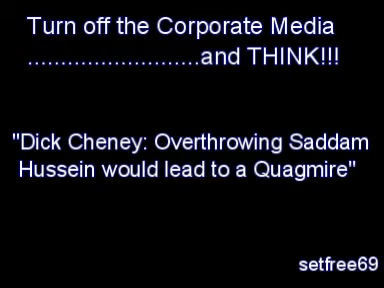 Turn off the Corporate Media
..........................and THINK!!!
"Dick Cheney: Overthrowing Saddam
Hussein would lead to a Quagmire"
setfree69